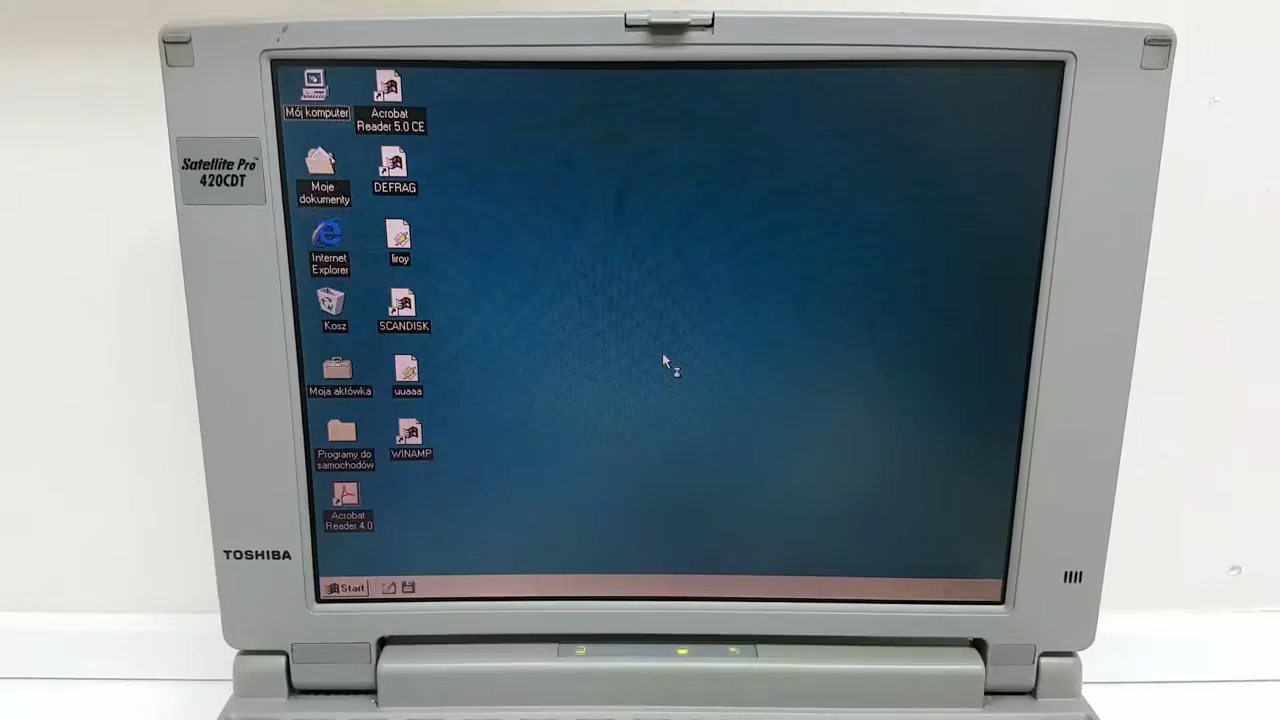 Satellite Pro™
420CDT
Mój komputer
Moje
dokumenty
Internet
Explorer
Kosz
Moja aktówka
Programy do
samochodów
Acrobat
Reader 4.0
Acrobat
Reader 5.0 CE
DEFRAG
liroy
SCANDISK
uuaaa
WINAMP
Start
TOSHIBA